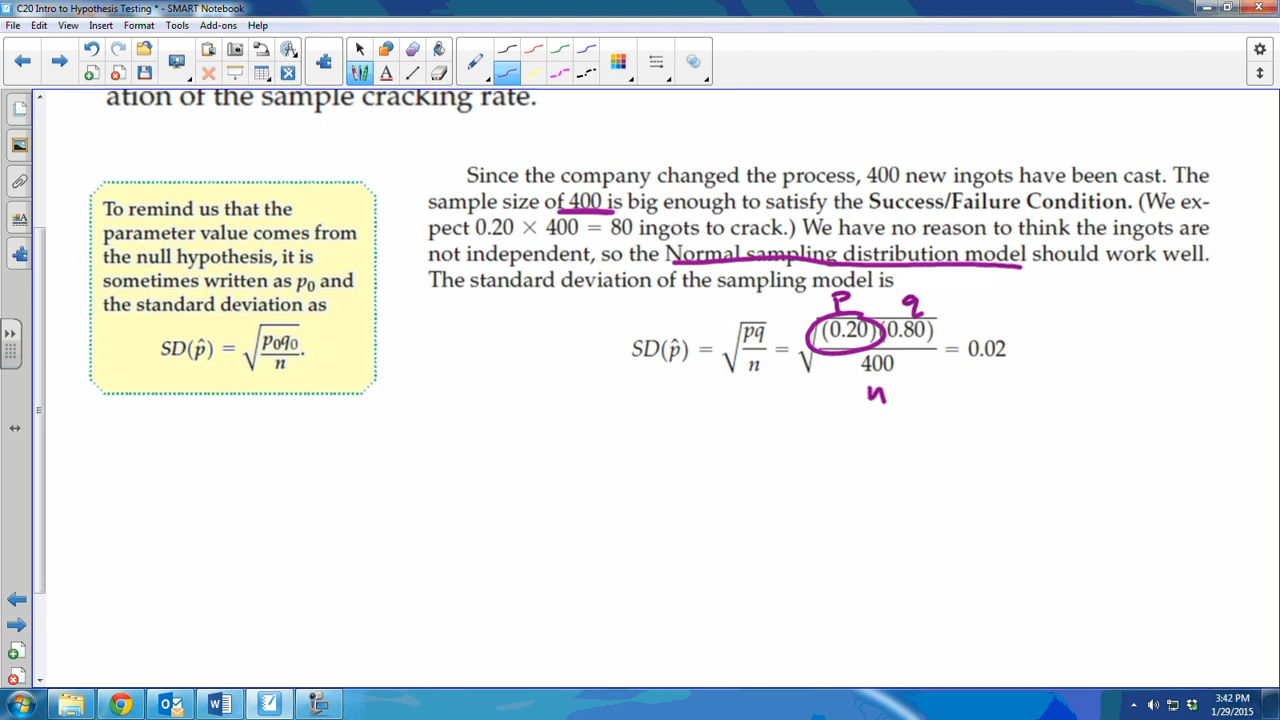 C20 Intro to Hypothesis Testing * - SMART Notebook
File Edit View Insert Format Tools Add-ons Help
ation of the sample cracking rate.
To remind us that the
parameter value comes from
the null hypothesis, it is
sometimes written as p₀ and
the standard deviation as
SD(p̂) = √(p₀q₀/n).
Since the company changed the process, 400 new ingots have been cast. The
sample size of 400 is big enough to satisfy the Success/Failure Condition. (We ex-
pect 0.20 × 400 = 80 ingots to crack.) We have no reason to think the ingots are
not independent, so the Normal sampling distribution model should work well.
The standard deviation of the sampling model is
p q
SD(p̂) = √(pq/n) = √((0.20)(0.80)/400) = 0.02
n
3:42 PM
1/29/2015